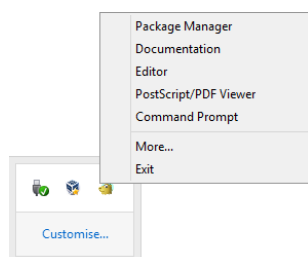 Package Manager
Documentation
Editor
PostScript/PDF Viewer
Command Prompt
More...
Exit
Customise...